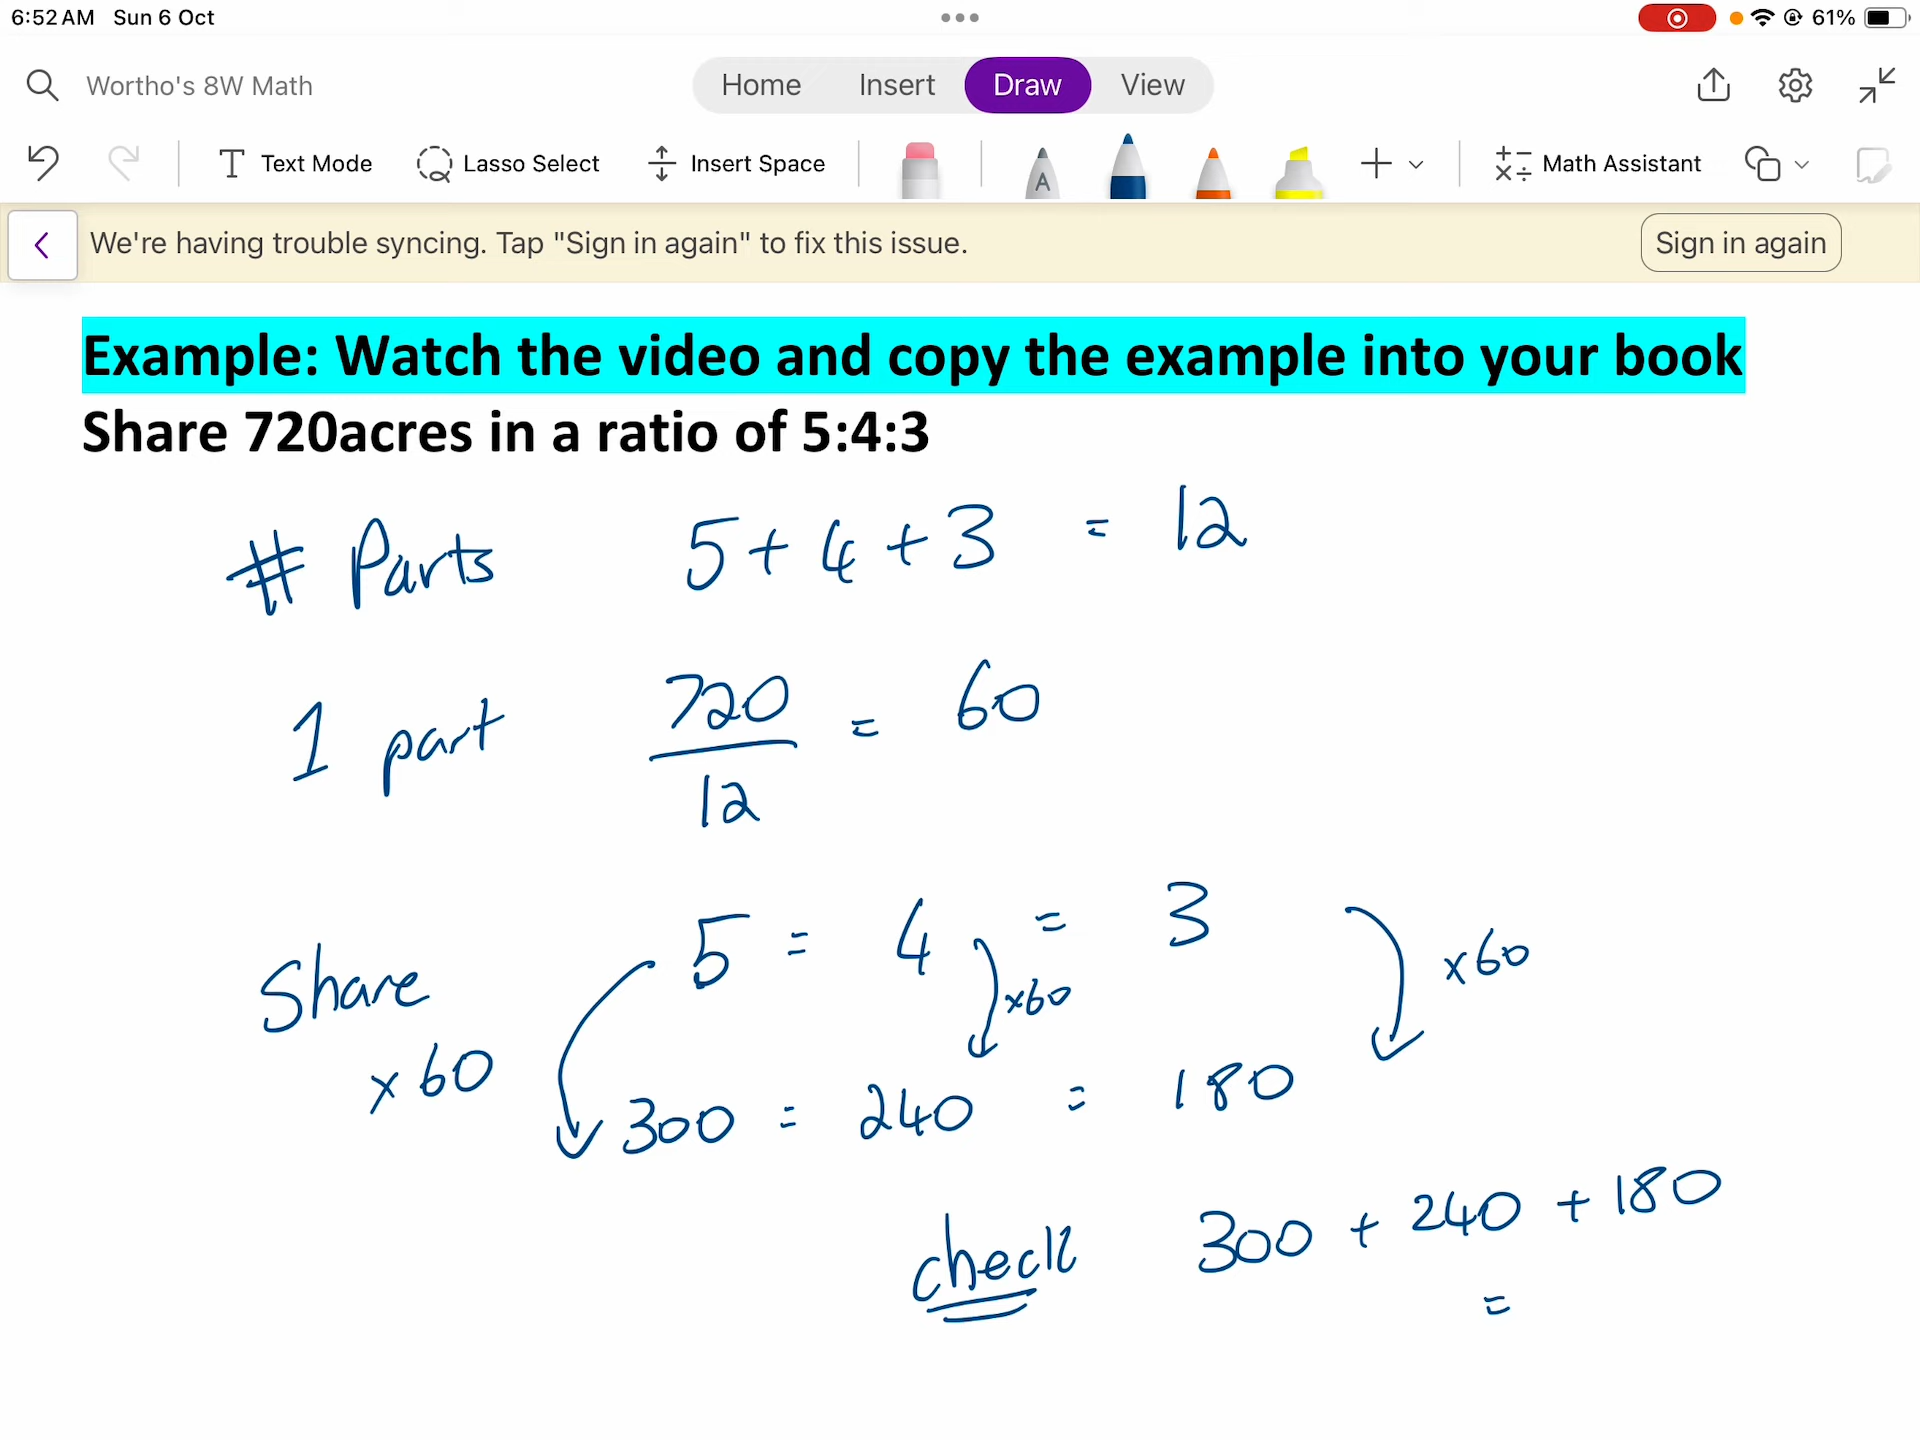 6:52 AM Sun 6 Oct 61%
Wortho's 8W Math Home Insert Draw View
T Text Mode Lasso Select Insert Space A Math Assistant
We're having trouble syncing. Tap "Sign in again" to fix this issue. Sign in again
Example: Watch the video and copy the example into your book
Share 720acres in a ratio of 5:4:3
# Parts 5 + 4 + 3 = 12
1 part 720/12 = 60
Share 5 = 4 = 3
x60 x60
x 60
300 = 240 = 180
check 300 + 240 + 180
=